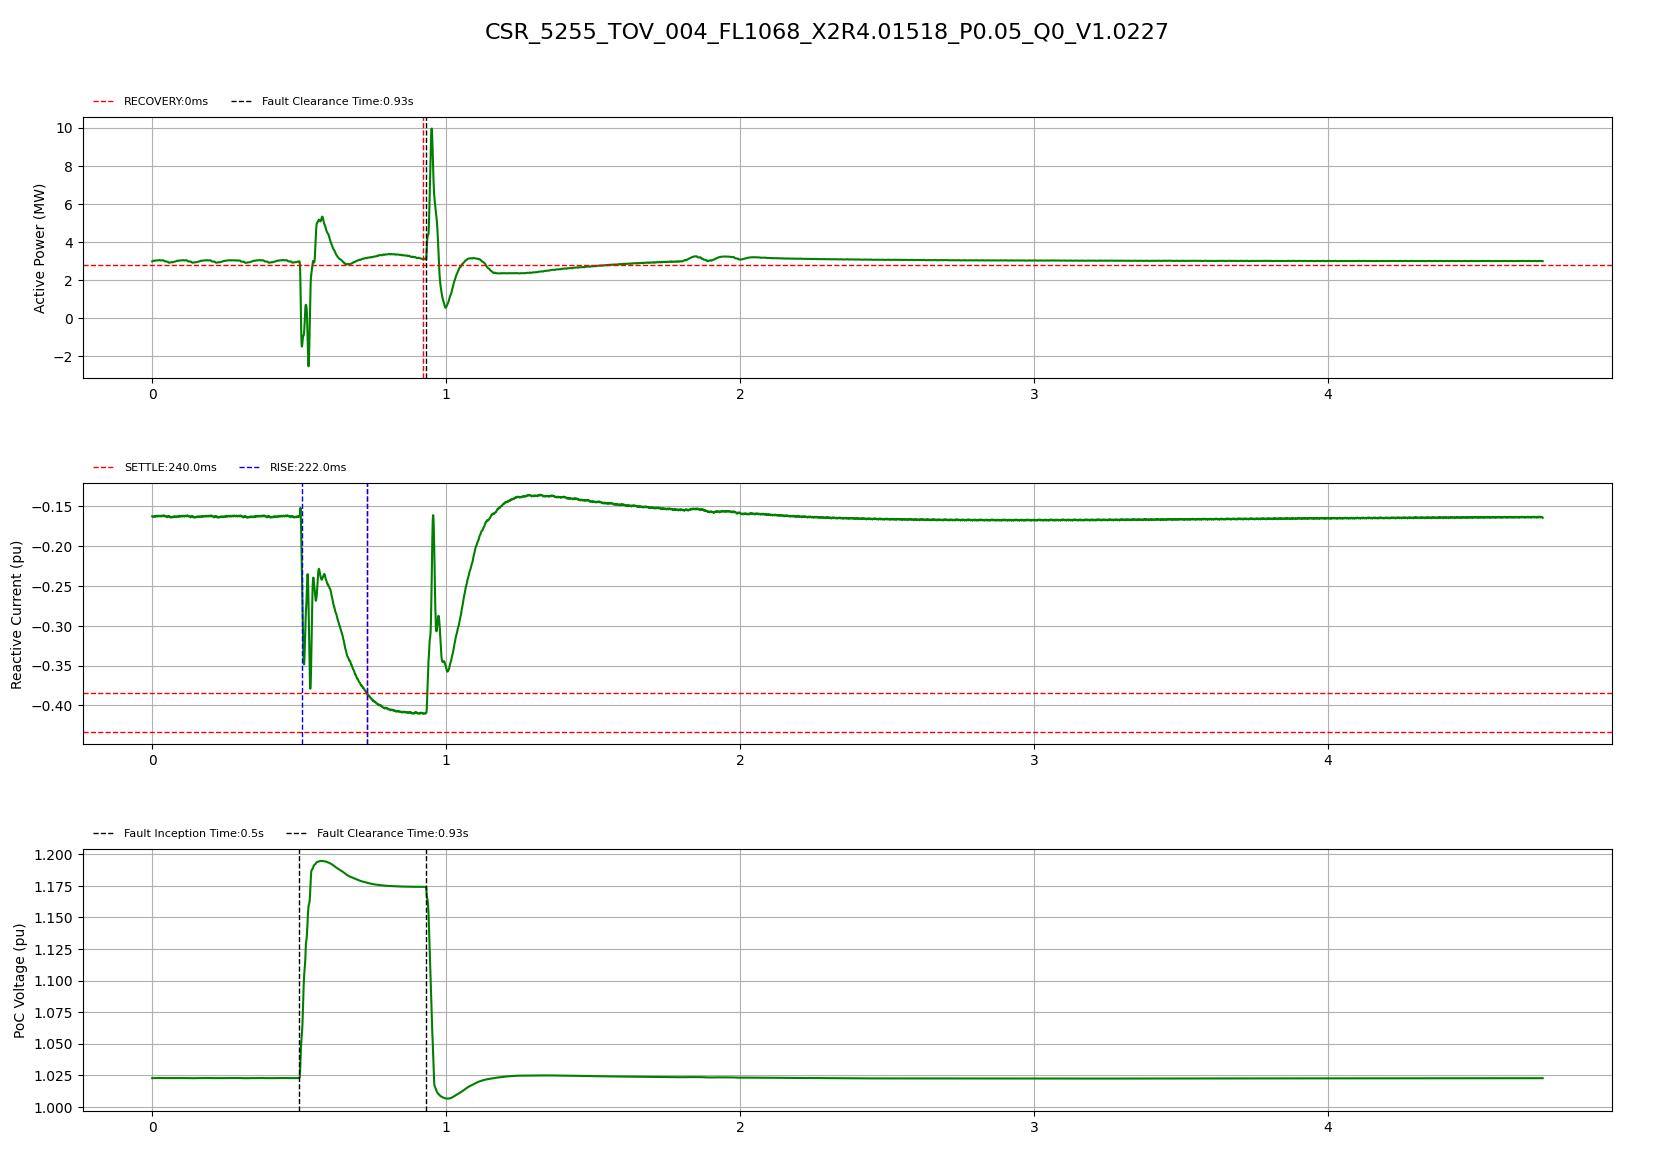 CSR_5255_TOV_004_FL1068_X2R4.01518_P0.05_Q0_V1.0227
RECOVERY:0ms Fault Clearance Time:0.93s
10
8
6
4
2
0
−2
Active Power (MW)
0 1 2 3 4
SETTLE:240.0ms RISE:222.0ms
−0.15
−0.20
−0.25
−0.30
−0.35
−0.40
Reactive Current (pu)
0 1 2 3 4
Fault Inception Time:0.5s Fault Clearance Time:0.93s
1.200
1.175
1.150
1.125
1.100
1.075
1.050
1.025
1.000
PoC Voltage (pu)
0 1 2 3 4